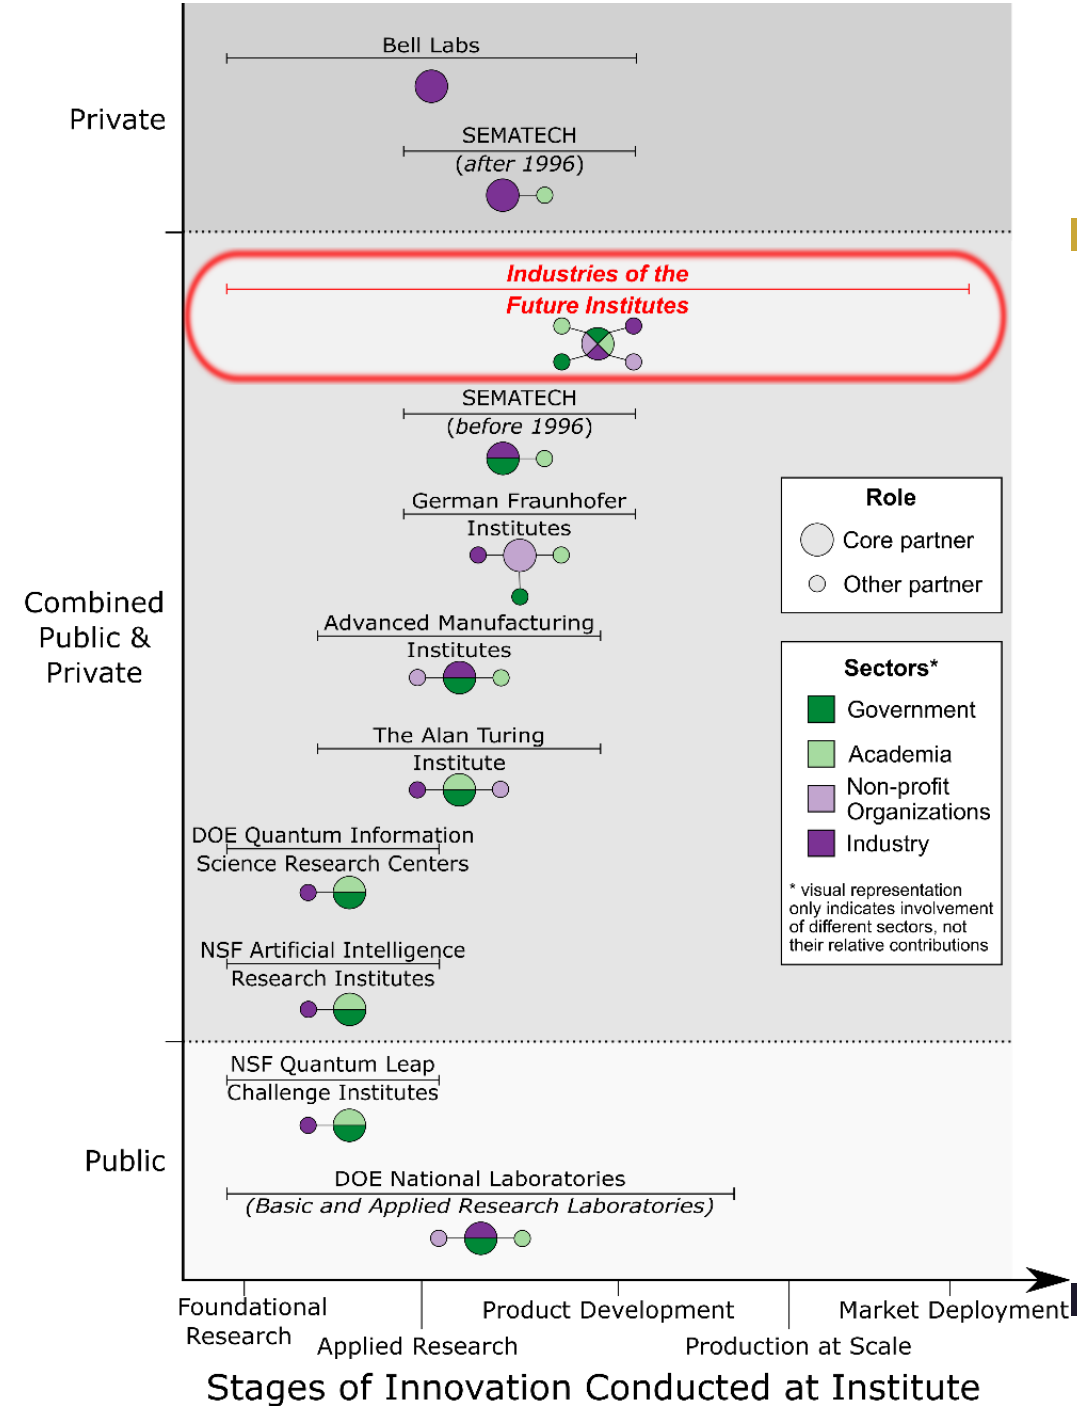 Bell Labs
Private
SEMATECH
(after 1996)
Industries of the
Future Institutes
SEMATECH
(before 1996)
German Fraunhofer
Institutes
Role
Core partner
Other partner
Combined
Public &
Private
Advanced Manufacturing
Institutes
The Alan Turing
Institute
Sectors*
Government
Academia
Non-profit
Organizations
Industry
* visual representation
only indicates involvement
of different sectors, not
their relative contributions
DOE Quantum Information
Science Research Centers
NSF Artificial Intelligence
Research Institutes
NSF Quantum Leap
Challenge Institutes
Public
DOE National Laboratories
(Basic and Applied Research Laboratories)
Foundational
Research
Applied Research
Product Development
Production at Scale
Market Deployment
Stages of Innovation Conducted at Institute